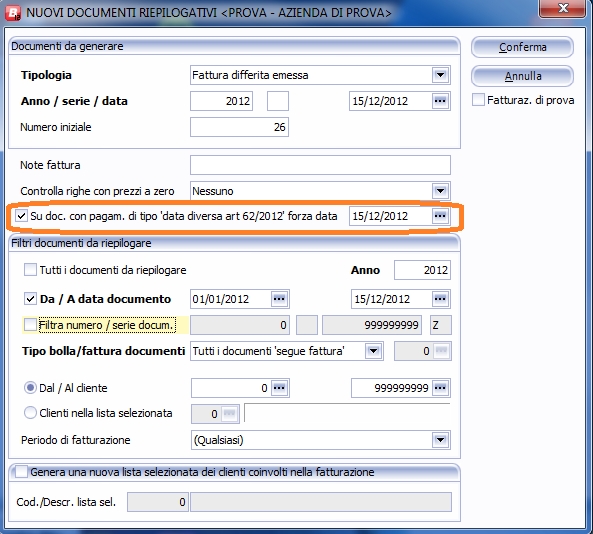 NUOVI DOCUMENTI RIEPILOGATIVI <PROVA - AZIENDA DI PROVA>
Documenti da generare
Conferma
Tipologia Fattura differita emessa
Annulla
Anno / serie / data 2012 15/12/2012
Fatturaz. di prova
Numero iniziale 26
Note fattura
Controlla righe con prezzi a zero Nessuno
Su doc. con pagam. di tipo 'data diversa art 62/2012' forza data 15/12/2012
Filtri documenti da riepilogare
Tutti i documenti da riepilogare Anno 2012
Da / A data documento 01/01/2012 15/12/2012
Filtra numero / serie docum. 0 999999999 Z
Tipo bolla/fattura documenti Tutti i documenti 'segue fattura' 0
Dal / Al cliente 0 999999999
Clienti nella lista selezionata 0
Periodo di fatturazione (Qualsiasi)
Genera una nuova lista selezionata dei clienti coinvolti nella fatturazione
Cod./Descr. lista sel. 0